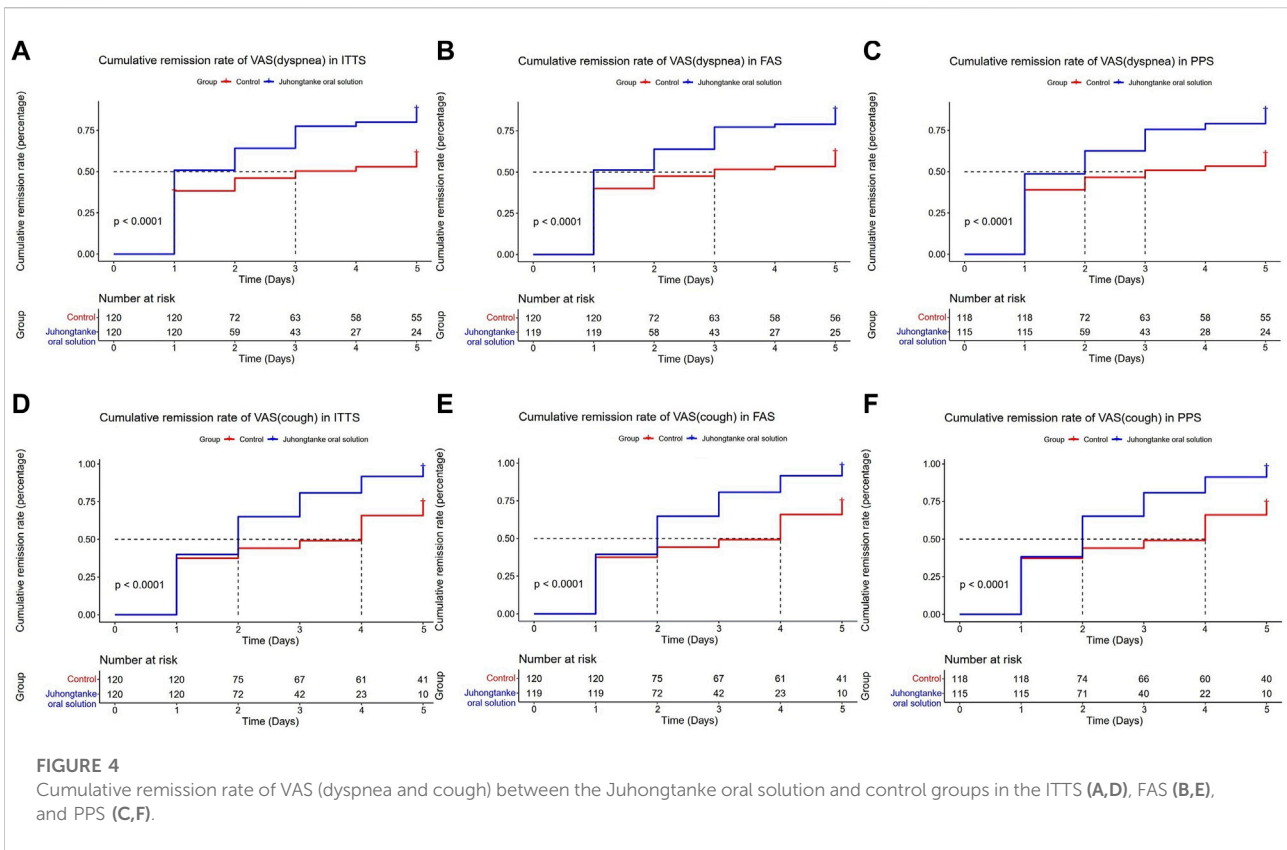 A
Cumulative remission rate of VAS(dyspnea) in ITTS
Group Control Juhongtanke oral solution
Cumulative remission rate (percentage)
0.75
0.50
0.25
0.00
p < 0.0001
0 1 2 3 4 5
Time (Days)
Number at risk
Group
Control 120 120 72 63 58 55
Juhongtanke oral solution 120 120 59 43 27 24
0 1 2 3 4 5
Time (Days)
B
Cumulative remission rate of VAS(dyspnea) in FAS
Group Control Juhongtanke oral solution
Cumulative remission rate (percentage)
0.75
0.50
0.25
0.00
p < 0.0001
0 1 2 3 4 5
Time (Days)
Number at risk
Group
Control 120 120 72 63 58 56
Juhongtanke oral solution 119 119 58 43 27 25
0 1 2 3 4 5
Time (Days)
C
Cumulative remission rate of VAS(dyspnea) in PPS
Group Control Juhongtanke oral solution
Cumulative remission rate (percentage)
0.75
0.50
0.25
0.00
p < 0.0001
0 1 2 3 4 5
Time (Days)
Number at risk
Group
Control 118 118 72 63 58 55
Juhongtanke oral solution 115 115 59 43 28 24
0 1 2 3 4 5
Time (Days)
D
Cumulative remission rate of VAS(cough) in ITTS
Group Control Juhongtanke oral solution
Cumulative remission rate (percentage)
1.00
0.75
0.50
0.25
0.00
p < 0.0001
0 1 2 3 4 5
Time (Days)
Number at risk
Group
Control 120 120 75 67 61 41
Juhongtanke oral solution 120 120 72 42 23 10
0 1 2 3 4 5
Time (Days)
E
Cumulative remission rate of VAS(cough) in FAS
Group Control Juhongtanke oral solution
Cumulative remission rate (percentage)
1.00
0.75
0.50
0.25
0.00
p < 0.0001
0 1 2 3 4 5
Time (Days)
Number at risk
Group
Control 120 120 75 67 61 41
Juhongtanke oral solution 119 119 72 42 23 10
0 1 2 3 4 5
Time (Days)
F
Cumulative remission rate of VAS(cough) in PPS
Group Control Juhongtanke oral solution
Cumulative remission rate (percentage)
1.00
0.75
0.50
0.25
0.00
p < 0.0001
0 1 2 3 4 5
Time (Days)
Number at risk
Group
Control 118 118 74 66 60 40
Juhongtanke oral solution 115 115 71 40 22 10
0 1 2 3 4 5
Time (Days)
FIGURE 4
Cumulative remission rate of VAS (dyspnea and cough) between the Juhongtanke oral solution and control groups in the ITTS (A,D), FAS (B,E),
and PPS (C,F).